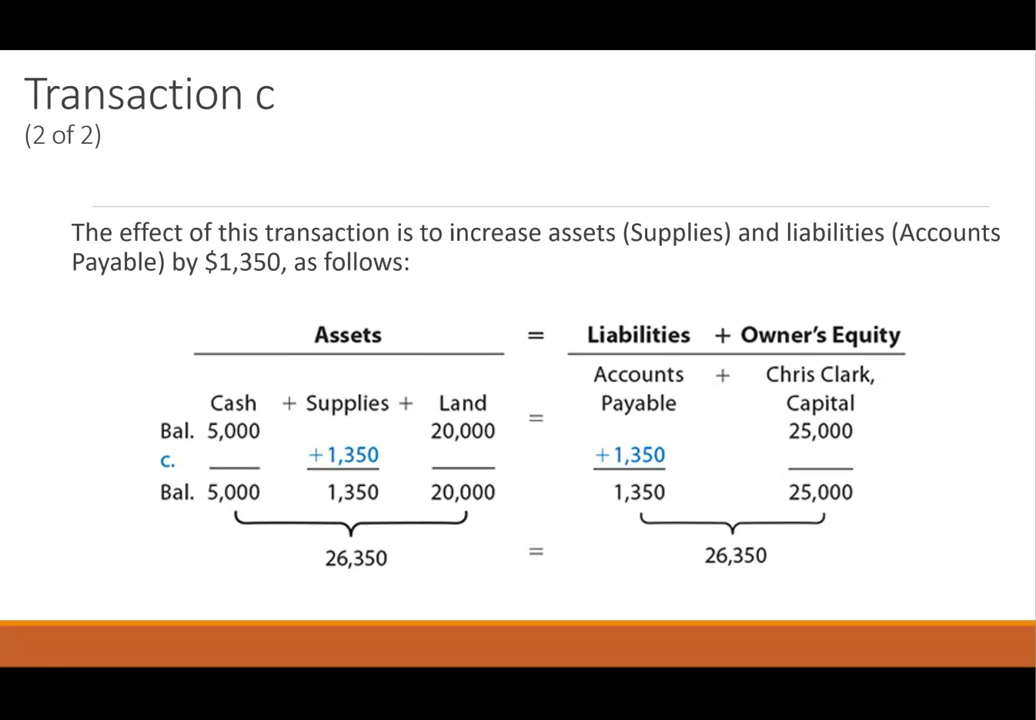 Transaction c
(2 of 2)
The effect of this transaction is to increase assets (Supplies) and liabilities (Accounts
Payable) by $1,350, as follows:
Assets = Liabilities + Owner's Equity
Accounts + Chris Clark,
Cash + Supplies + Land = Payable Capital
Bal. 5,000 20,000 25,000
c. +1,350 +1,350
Bal. 5,000 1,350 20,000 1,350 25,000
26,350 = 26,350